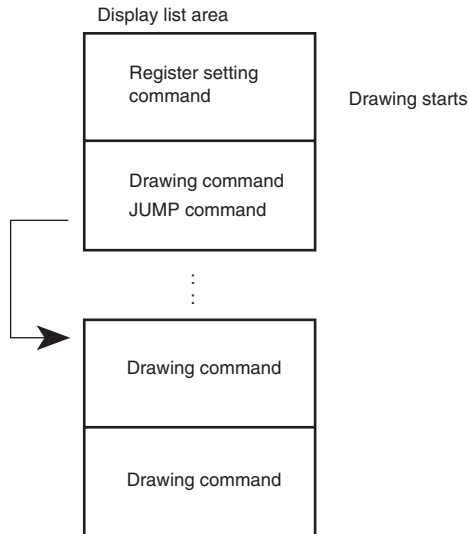 Display list area
Register setting
command
Drawing starts
Drawing command
JUMP command
Drawing command
Drawing command